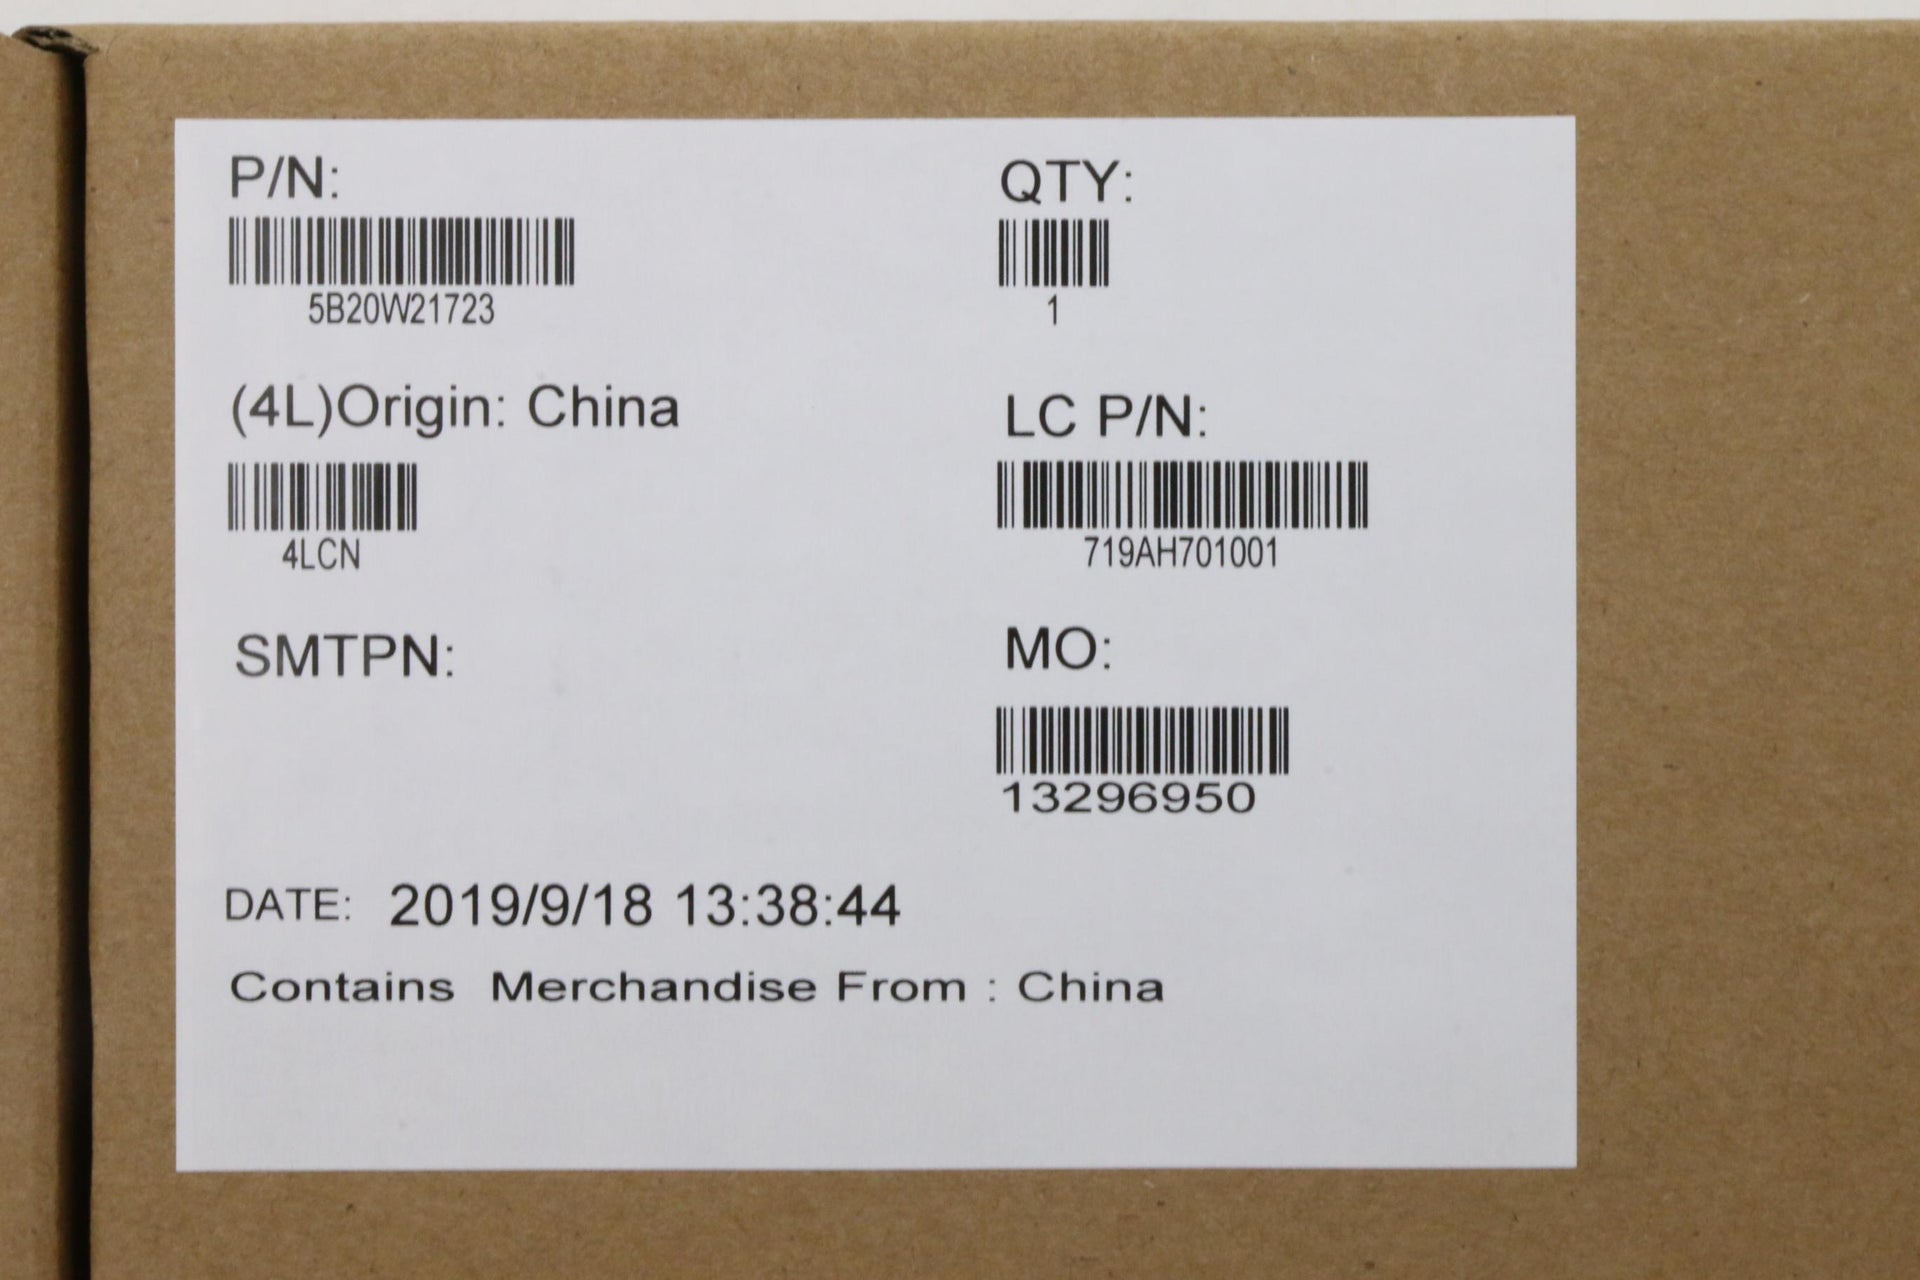 P/N:
5B20W21723
QTY:
1
(4L)Origin: China
4LCN
LC P/N:
719AH701001
SMTPN:
MO:
13296950
DATE: 2019/9/18 13:38:44
Contains Merchandise From : China